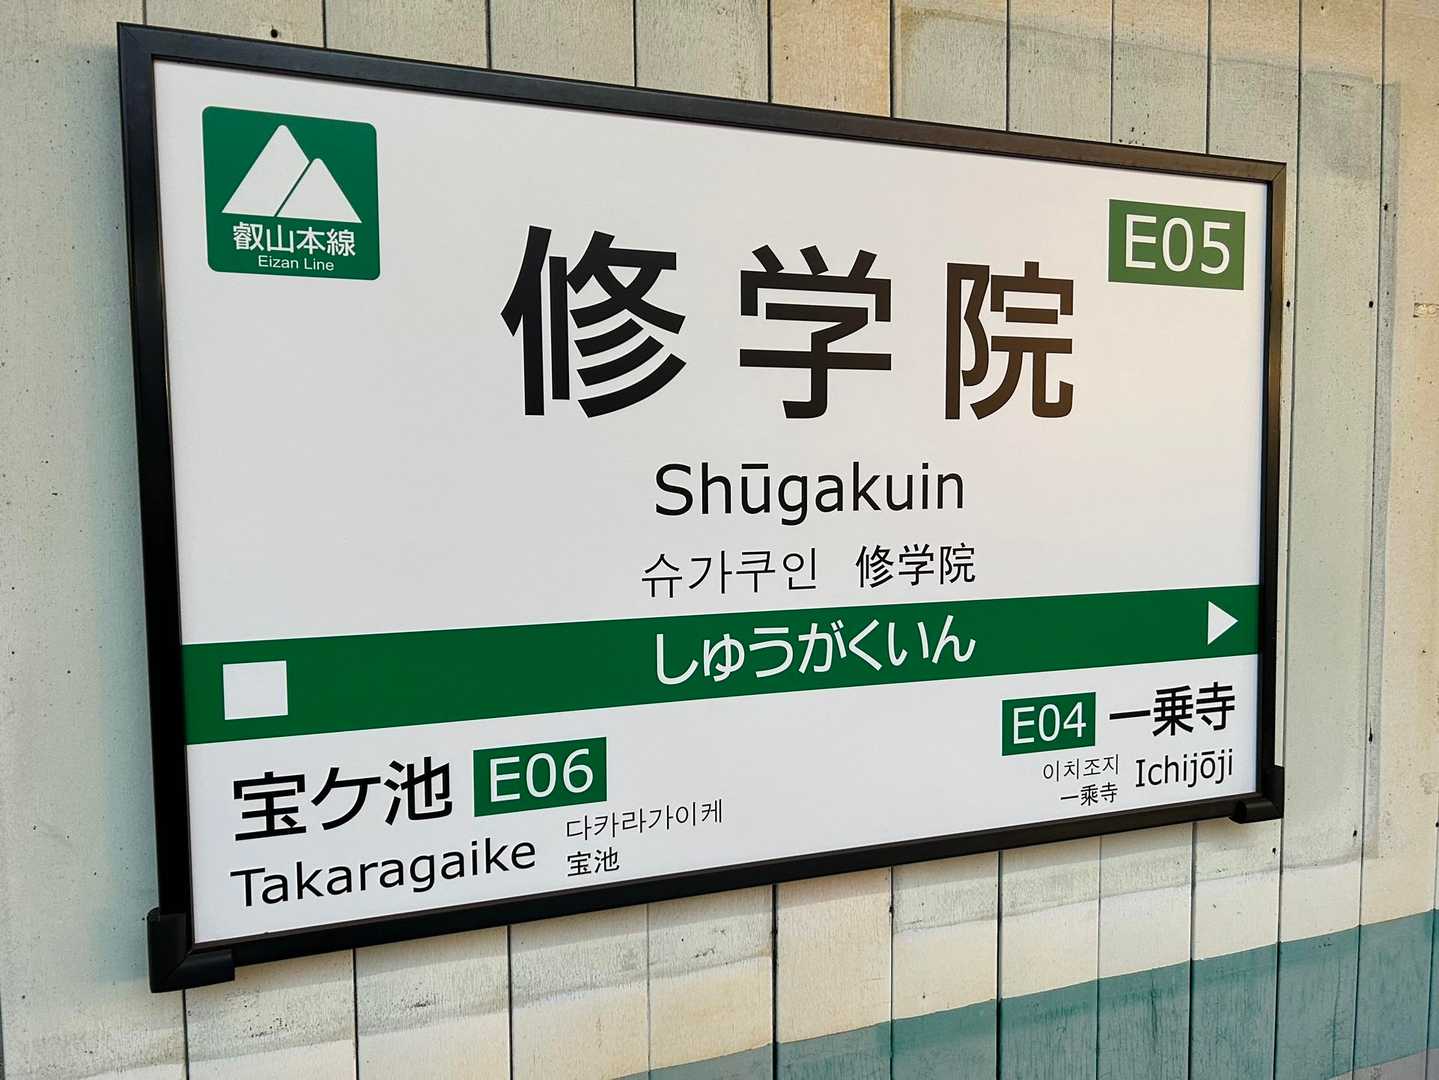 叡山本線
Eizan Line
E05
修学院
Shūgakuin
슈가쿠인 修学院
しゅうがくいん
宝ケ池 E06
Takaragaike
다카라가이케
宝池
E04 一乗寺
이치조지
一乘寺
Ichijōji